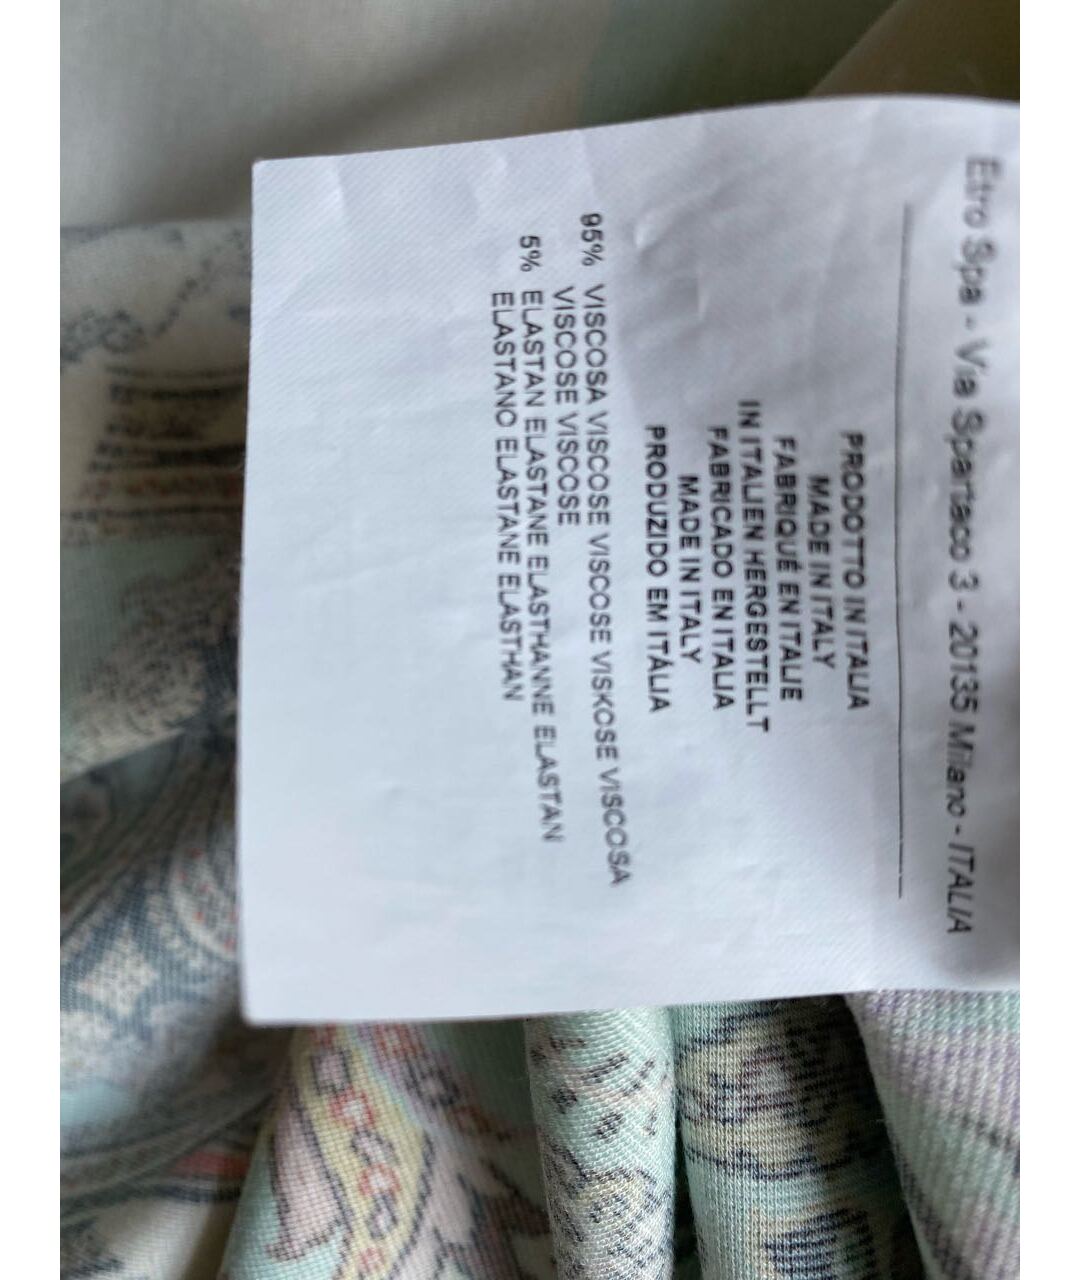 Etro Spa - Via Spartaco 3 - 20135 Milano - ITALIA
PRODOTTO IN ITALIA
MADE IN ITALY
FABRIQUÉ EN ITALIE
IN ITALIEN HERGESTELLT
FABRICADO EN ITALIA
MADE IN ITALY
PRODUZIDO EM ITÁLIA
95% VISCOSA VISCOSE VISCOSE VISKOSE VISCOSA
VISCOSE VISCOSE
5% ELASTAN ELASTANE ELASTHANNE ELASTAN
ELASTANO ELASTANE ELASTHAN